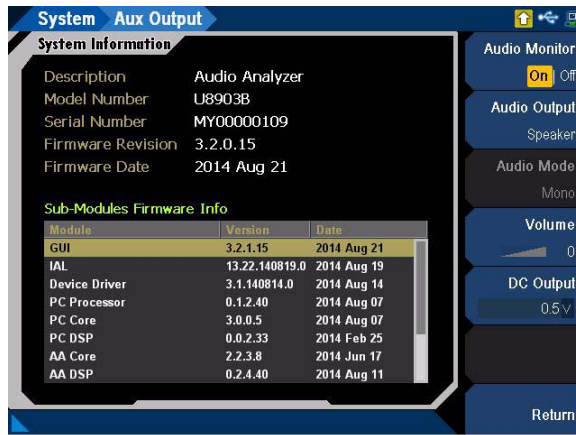 System Aux Output
System Information
Description Audio Analyzer
Model Number U8903B
Serial Number MY00000109
Firmware Revision 3.2.0.15
Firmware Date 2014 Aug 21
Sub-Modules Firmware Info
Module Version Date
GUI 3.2.1.15 2014 Aug 21
IAL 13.22.140819.0 2014 Aug 19
Device Driver 3.1.140814.0 2014 Aug 14
PC Processor 0.1.2.40 2014 Aug 07
PC Core 3.0.0.5 2014 Aug 07
PC DSP 0.0.2.33 2014 Feb 25
AA Core 2.2.3.8 2014 Jun 17
AA DSP 0.2.4.40 2014 Aug 11
Audio Monitor
On | Off
Audio Output
Speaker
Audio Mode
Mono
Volume
0
DC Output
0.5 V
Return